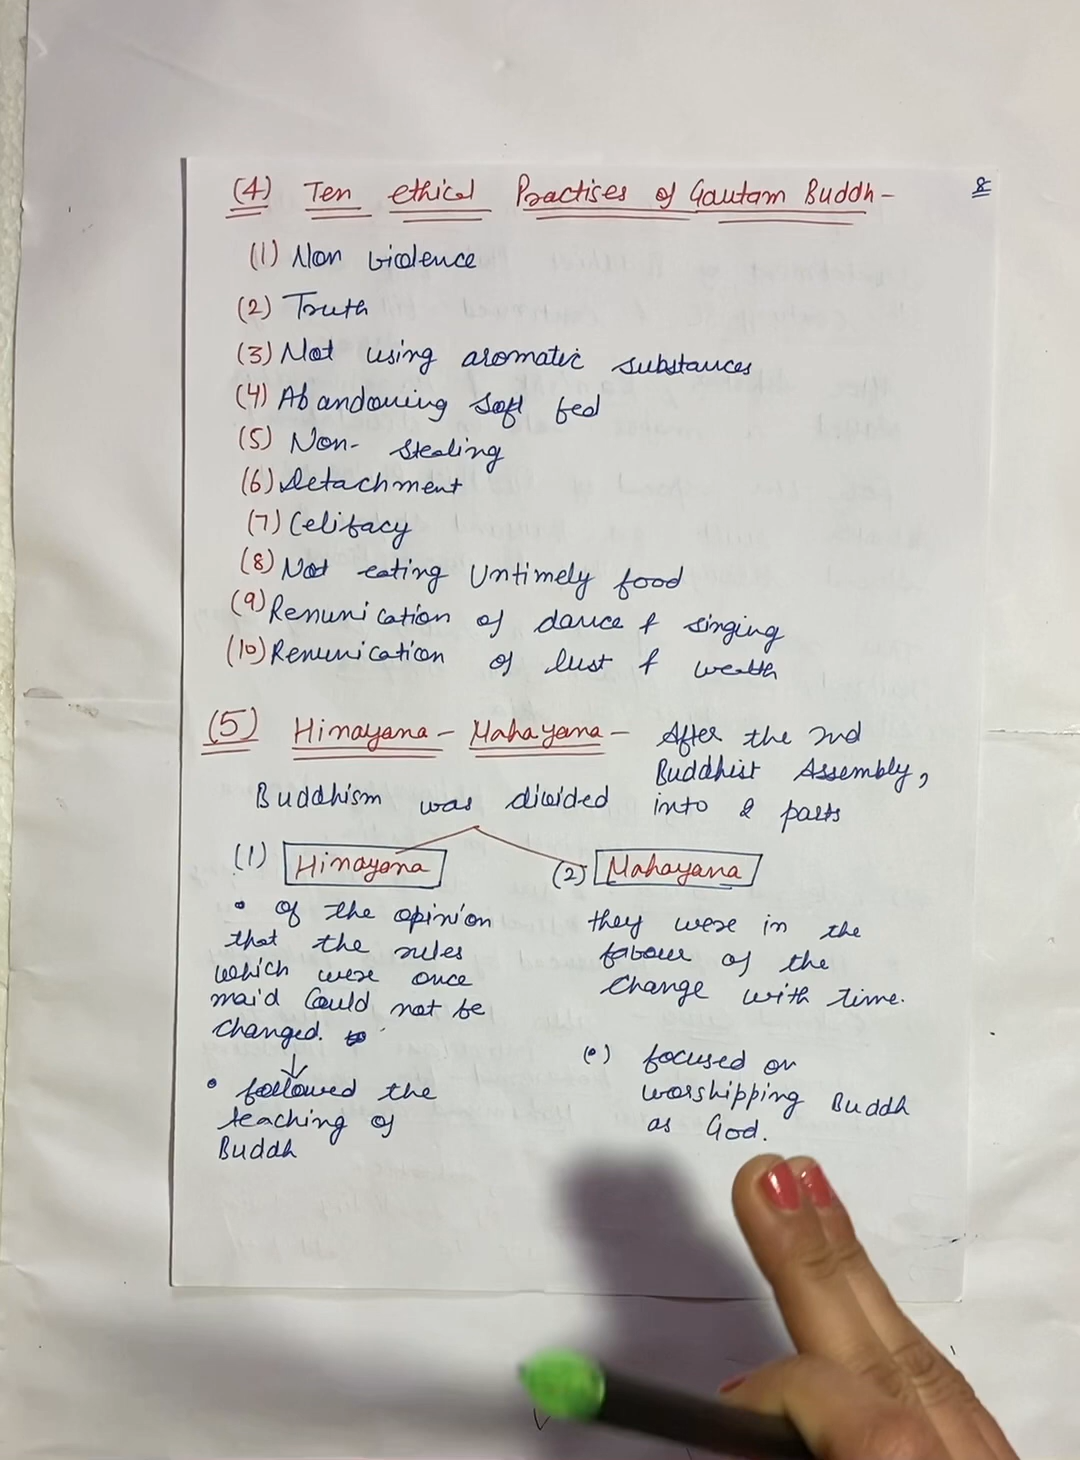 (4) Ten ethical Practises of Gautam Buddh - 8
(1) Non violence
(2) Truth
(3) Not using aromatic substances
(4) Abandoning soft bed
(5) Non- stealing
(6) Detachment
(7) Celibacy
(8) Not eating Untimely food
(9) Renunication of dance & singing
(10) Renunication of lust & wealth
(5) Hinayana - Mahayana - After the 2nd
Buddhist Assembly,
Buddhism was divided into 2 parts
(1) Hinayana
• Of the opinion
that the rules
which were once
maid Could not be
changed.
↓
• followed the
teaching of
Buddh
(2) Mahayana
they were in the
favour of the
Change with time.
(•) focused on
worshipping Buddh
as God.